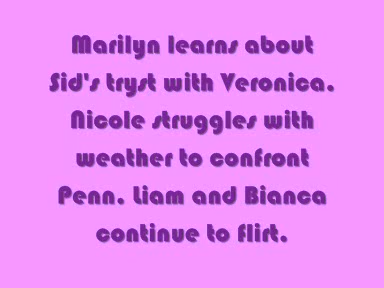 Marilyn learns about
Sid's tryst with Veronica.
Nicole struggles with
weather to confront
Penn. Liam and Bianca
continue to flirt.